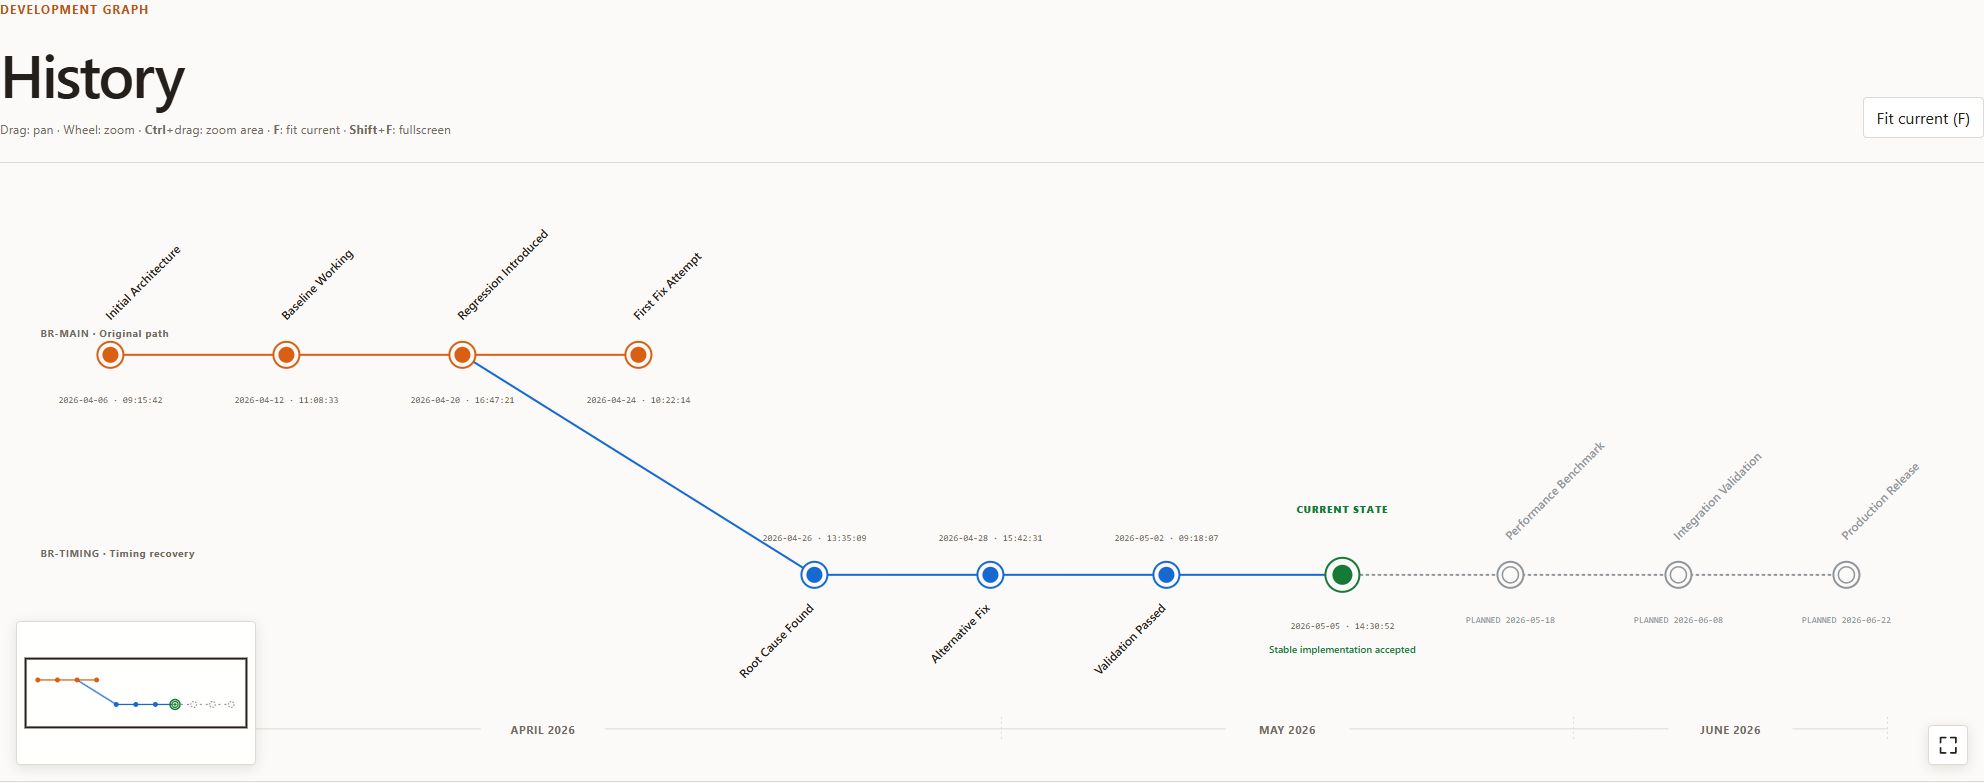 DEVELOPMENT GRAPH
History
Drag: pan · Wheel: zoom · Ctrl+drag: zoom area · F: fit current · Shift+F: fullscreen
Fit current (F)
Initial Architecture
Baseline Working
Regression Introduced
First Fix Attempt
BR-MAIN · Original path
2026-04-06 · 09:15:42
2026-04-12 · 11:08:33
2026-04-20 · 16:47:21
2026-04-24 · 10:22:14
Performance Benchmark
Integration Validation
Production Release
CURRENT STATE
2026-04-26 · 13:35:09
2026-04-28 · 15:42:31
2026-05-02 · 09:18:07
BR-TIMING · Timing recovery
Root Cause Found
Alternative Fix
Validation Passed
2026-05-05 · 14:30:52
Stable implementation accepted
PLANNED 2026-05-18
PLANNED 2026-06-08
PLANNED 2026-06-22
APRIL 2026
MAY 2026
JUNE 2026